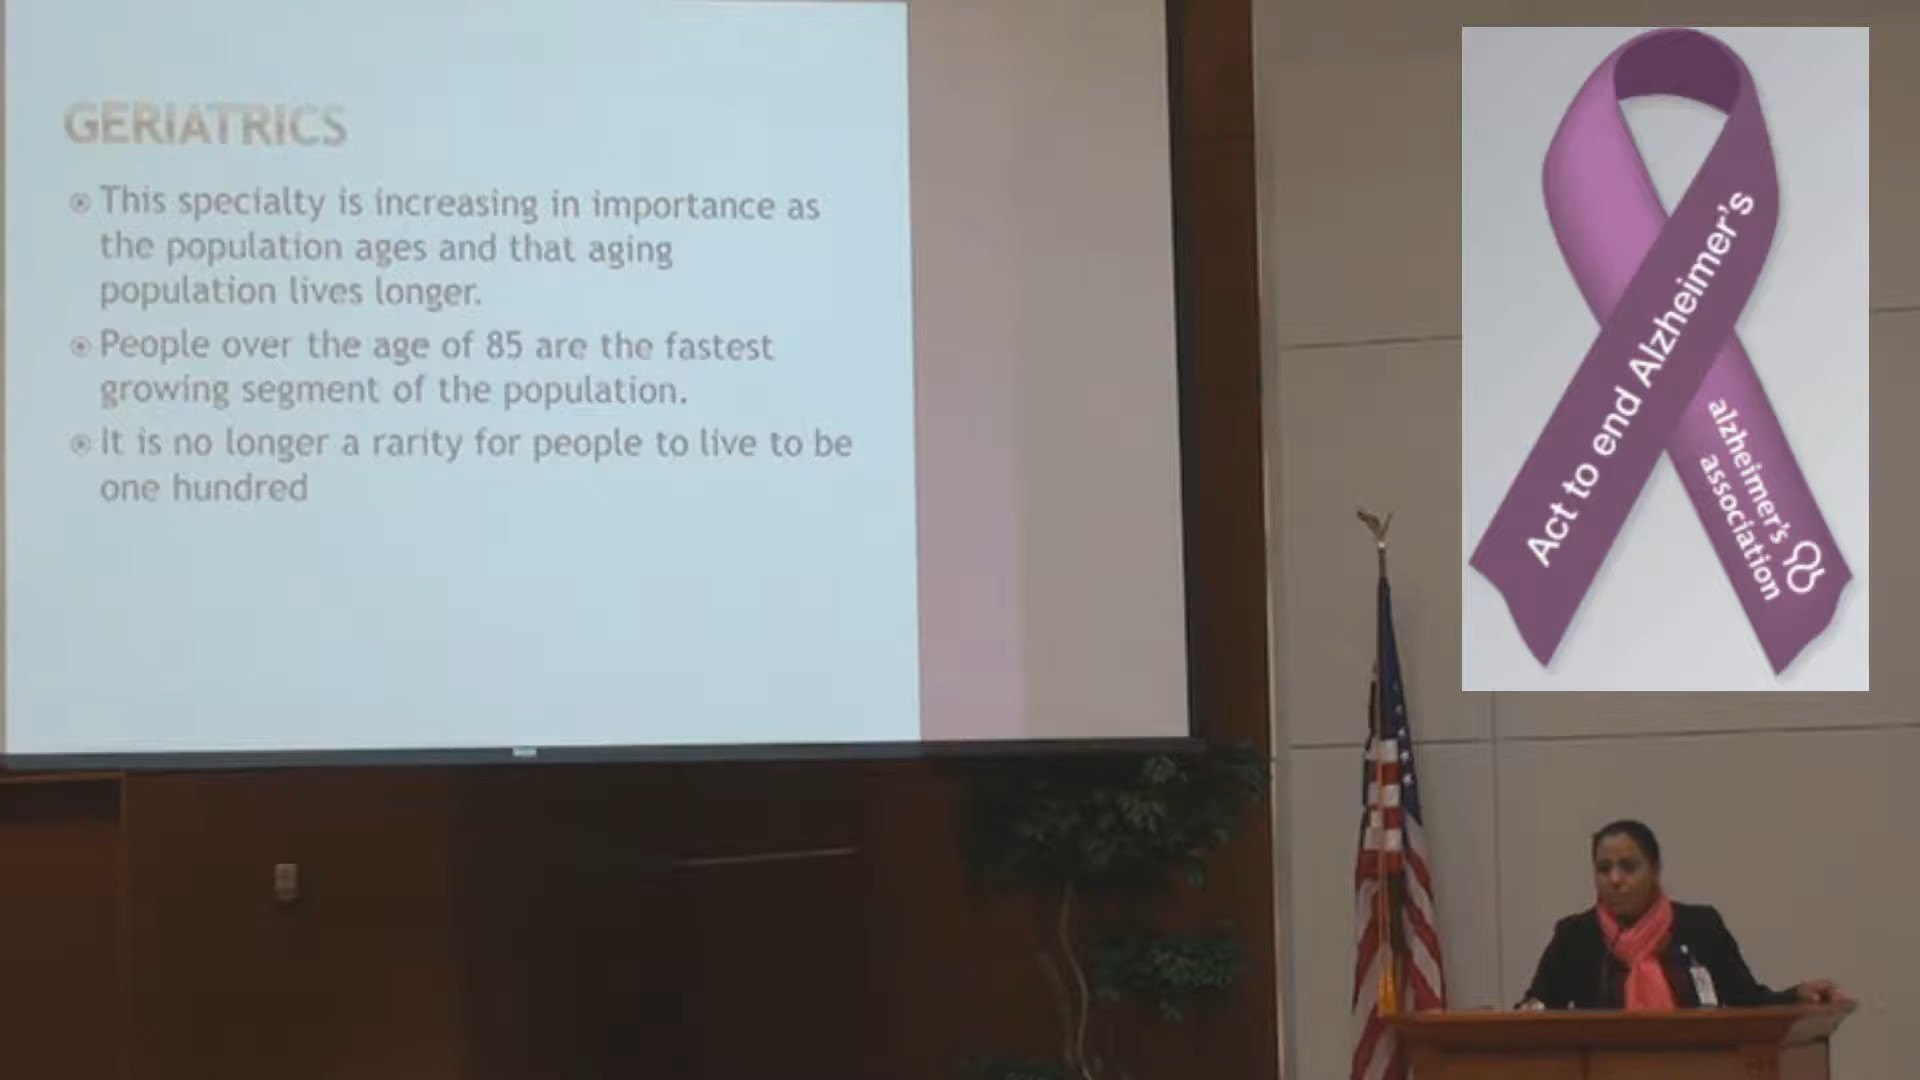 GERIATRICS
This specialty is increasing in importance as
the population ages and that aging
population lives longer.
People over the age of 85 are the fastest
growing segment of the population.
It is no longer a rarity for people to live to be
one hundred
Act to end Alzheimer's
alzheimer's
association